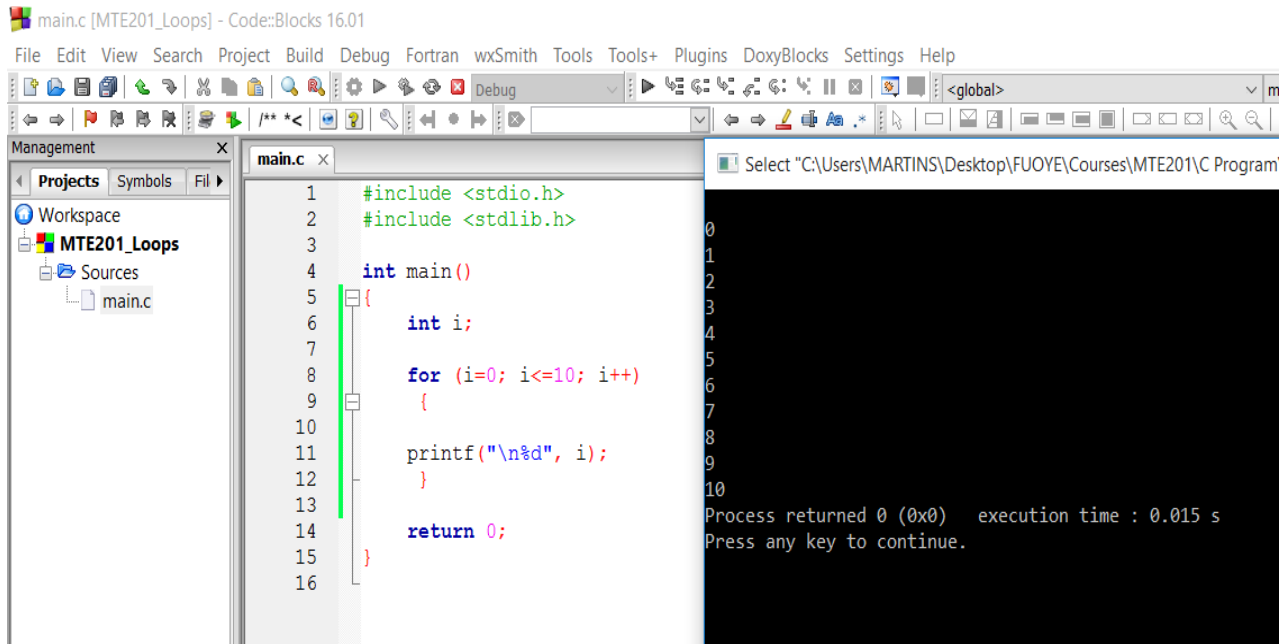 main.c [MTE201_Loops] - Code::Blocks 16.01
File Edit View Search Project Build Debug Fortran wxSmith Tools Tools+ Plugins DoxyBlocks Settings Help
Debug
<global>
m
/** *<
Aa .*
Management X
Projects Symbols Fil
Workspace
MTE201_Loops
Sources
main.c
main.c X
1 #include <stdio.h>
2 #include <stdlib.h>
3
4 int main()
5 {
6 int i;
7
8 for (i=0; i<=10; i++)
9 {
10
11 printf("\n%d", i);
12 }
13
14 return 0;
15 }
16
Select "C:\Users\MARTINS\Desktop\FUOYE\Courses\MTE201\C Program
0
1
2
3
4
5
6
7
8
9
10
Process returned 0 (0x0) execution time : 0.015 s
Press any key to continue.